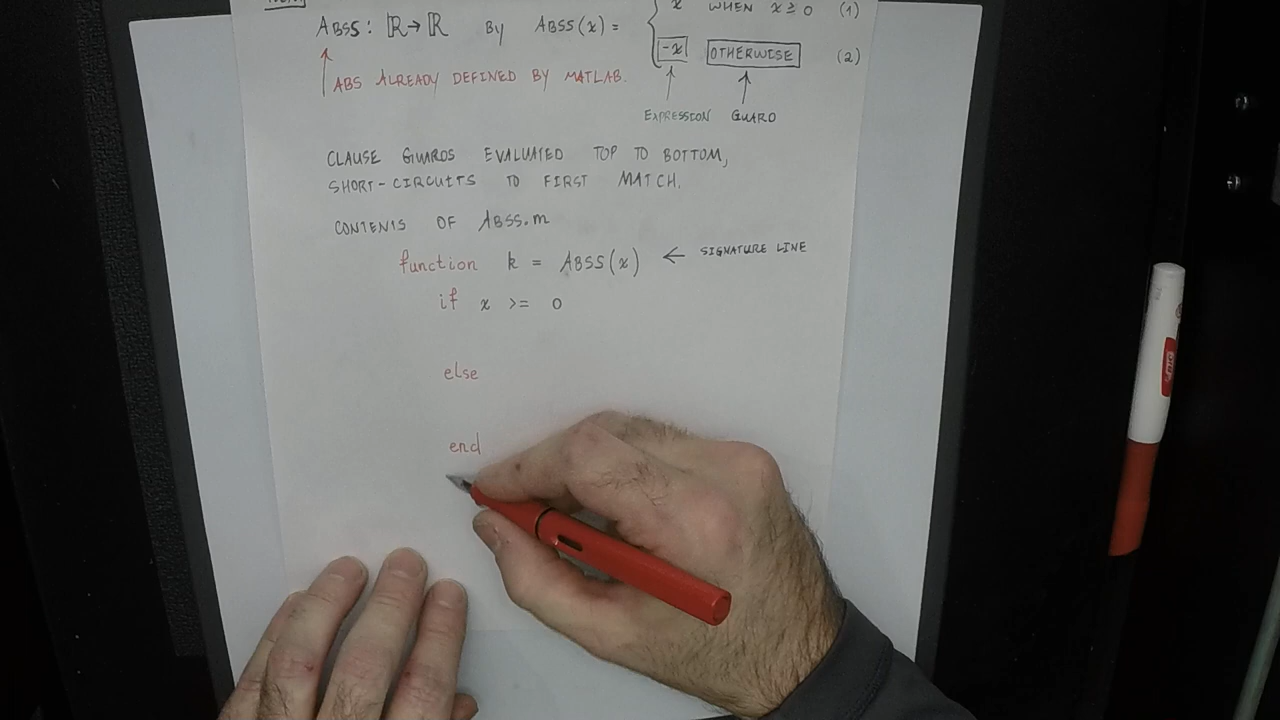 x WHEN x ≥ 0 (1)
ABSS: ℝ→ℝ BY ABSS(x) =
-x OTHERWISE (2)
ABS ALREADY DEFINED BY MATLAB.
EXPRESSION GUARD
CLAUSE GUARDS EVALUATED TOP TO BOTTOM,
SHORT-CIRCUITS TO FIRST MATCH.
CONTENTS OF ABSS.m
function k = ABSS(x) ← SIGNATURE LINE
if x >= 0
else
end